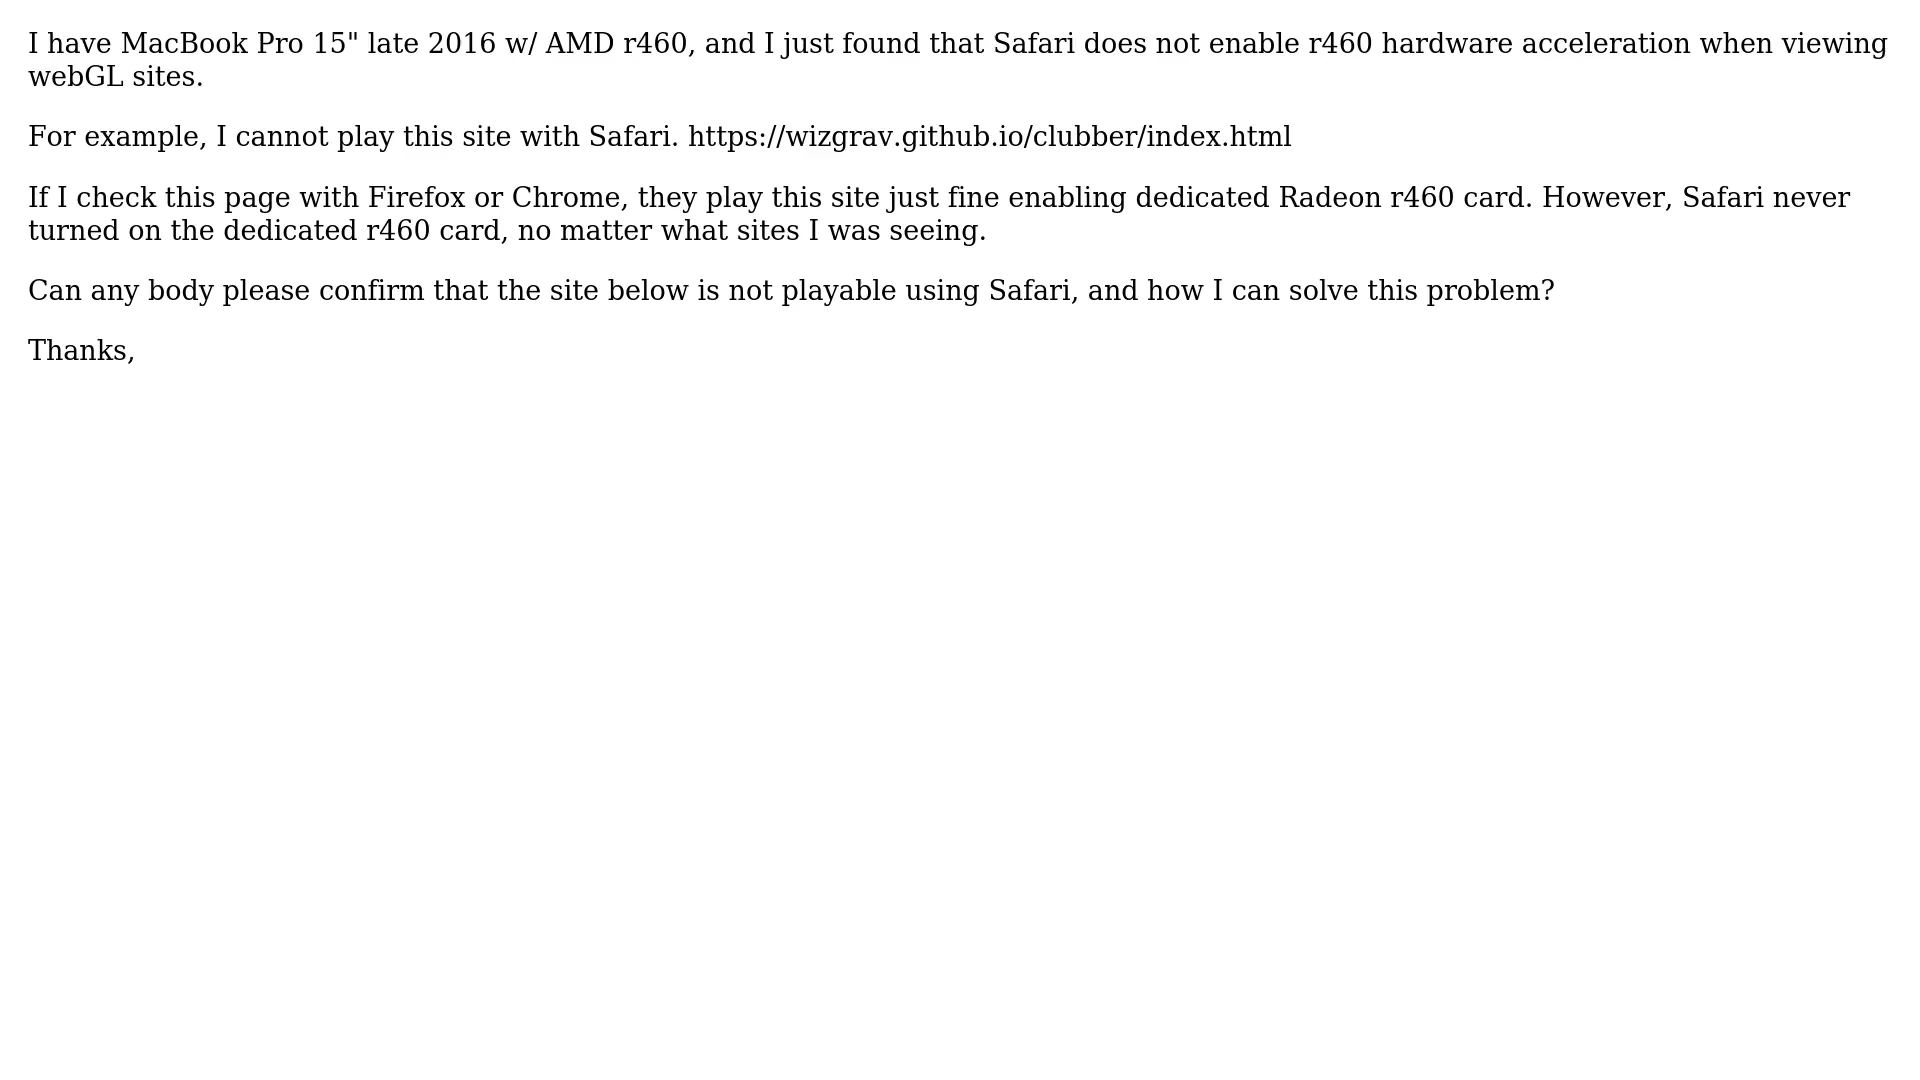 I have MacBook Pro 15" late 2016 w/ AMD r460, and I just found that Safari does not enable r460 hardware acceleration when viewing
webGL sites.
For example, I cannot play this site with Safari. https://wizgrav.github.io/clubber/index.html
If I check this page with Firefox or Chrome, they play this site just fine enabling dedicated Radeon r460 card. However, Safari never
turned on the dedicated r460 card, no matter what sites I was seeing.
Can any body please confirm that the site below is not playable using Safari, and how I can solve this problem?
Thanks,